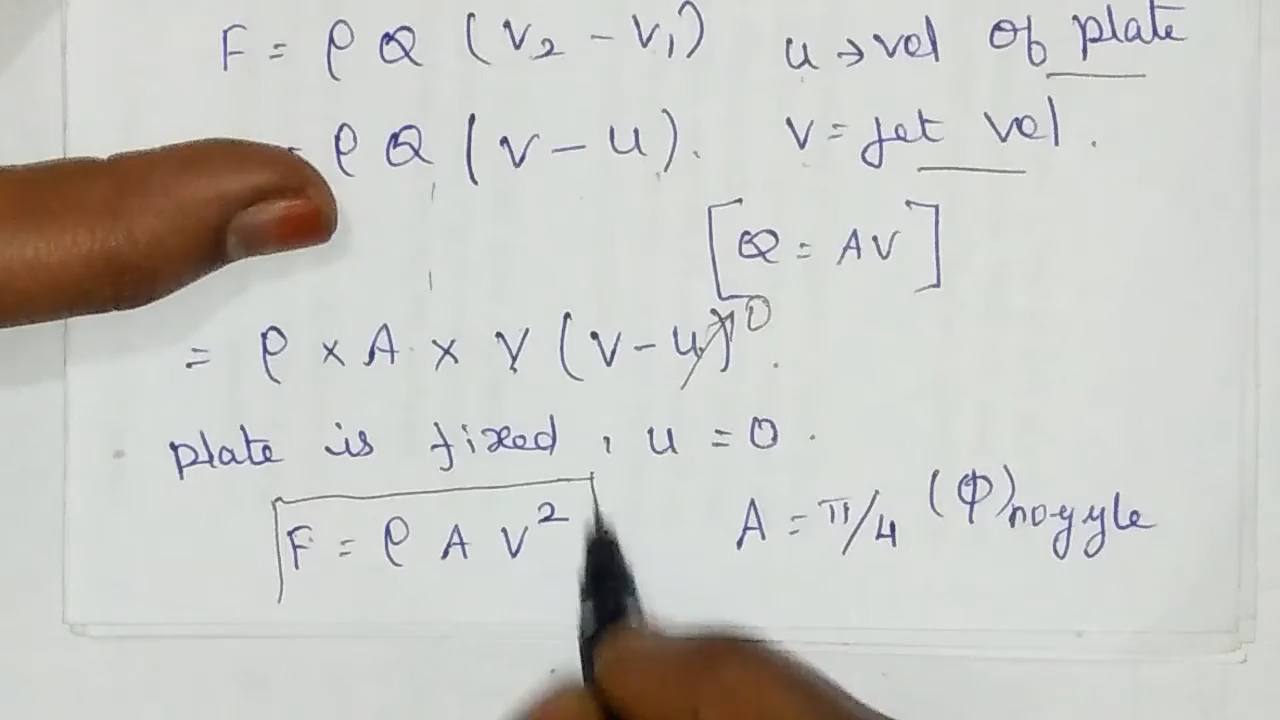 F = ρ Q (V₂ - V₁) u → vel of plate
= ρ Q (V - u). V = Jet vel.
[Q = AV]
= ρ × A × V (V - u)⁰.
plate is fixed, u = 0.
F = ρ A V² A = π/4 (φ)nozzle